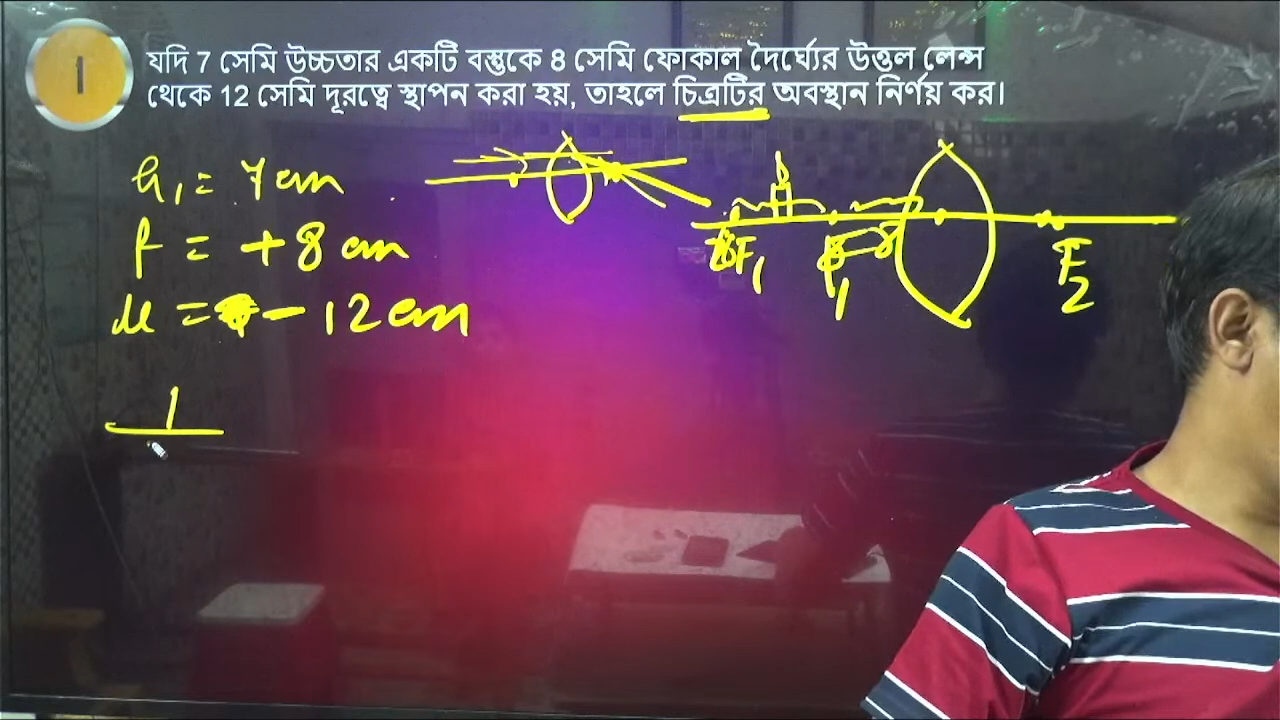 1
যদি 7 সেমি উচ্চতার একটি বস্তুকে 8 সেমি ফোকাল দৈর্ঘ্যের উত্তল লেন্স
থেকে 12 সেমি দূরত্বে স্থাপন করা হয়, তাহলে চিত্রটির অবস্থান নির্ণয় কর।
h₁ = 7 cm
f = +8 cm
u = - 12 cm
1
F₁
F₂